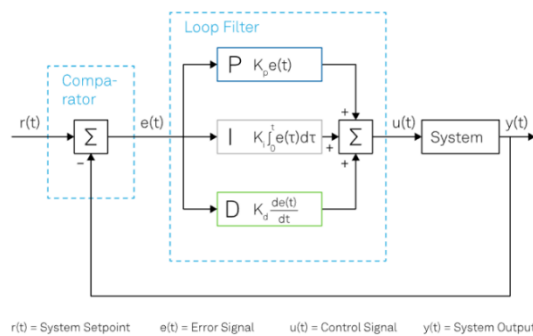 Loop Filter
Compa-
rator
P K_p e(t)
r(t) Σ e(t) I K_i ∫_0^t e(τ)dτ Σ u(t) System y(t)
−
+
+
+
D K_d de(t)/dt
r(t) = System Setpoint e(t) = Error Signal u(t) = Control Signal y(t) = System Output